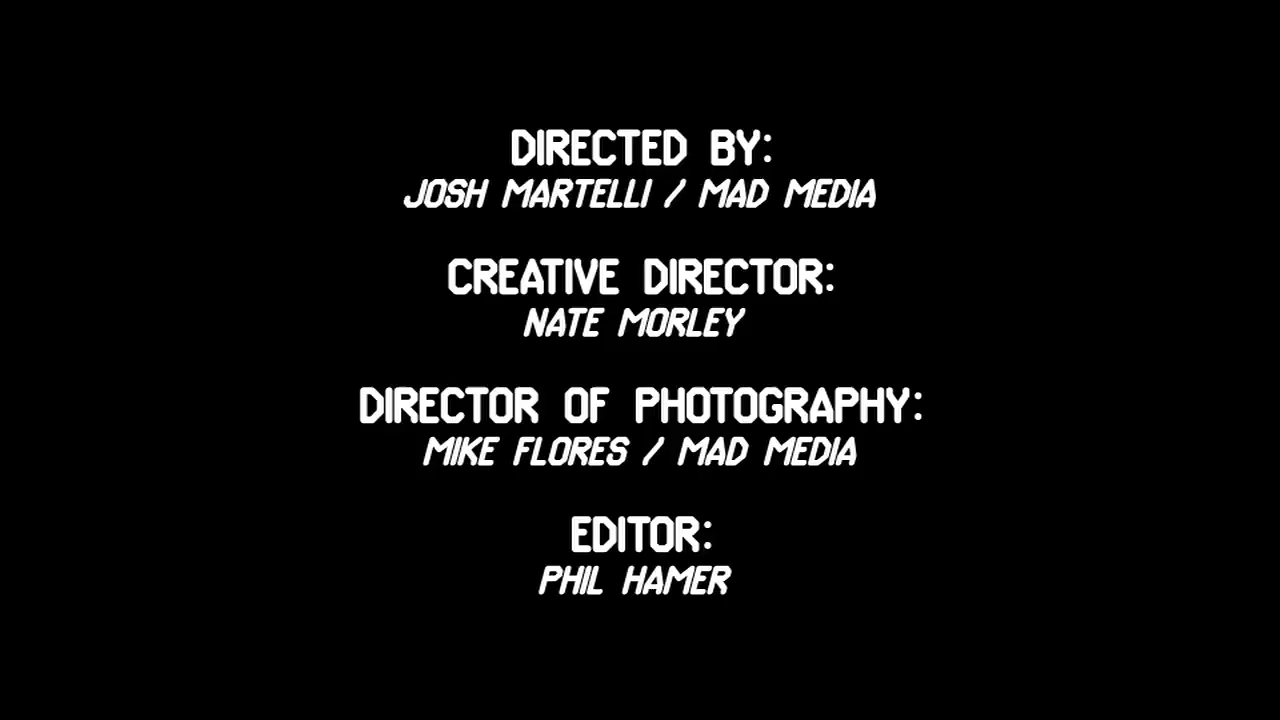 DIRECTED BY:
JOSH MARTELLI / MAD MEDIA
CREATIVE DIRECTOR:
NATE MORLEY
DIRECTOR OF PHOTOGRAPHY:
MIKE FLORES / MAD MEDIA
EDITOR:
PHIL HAMER